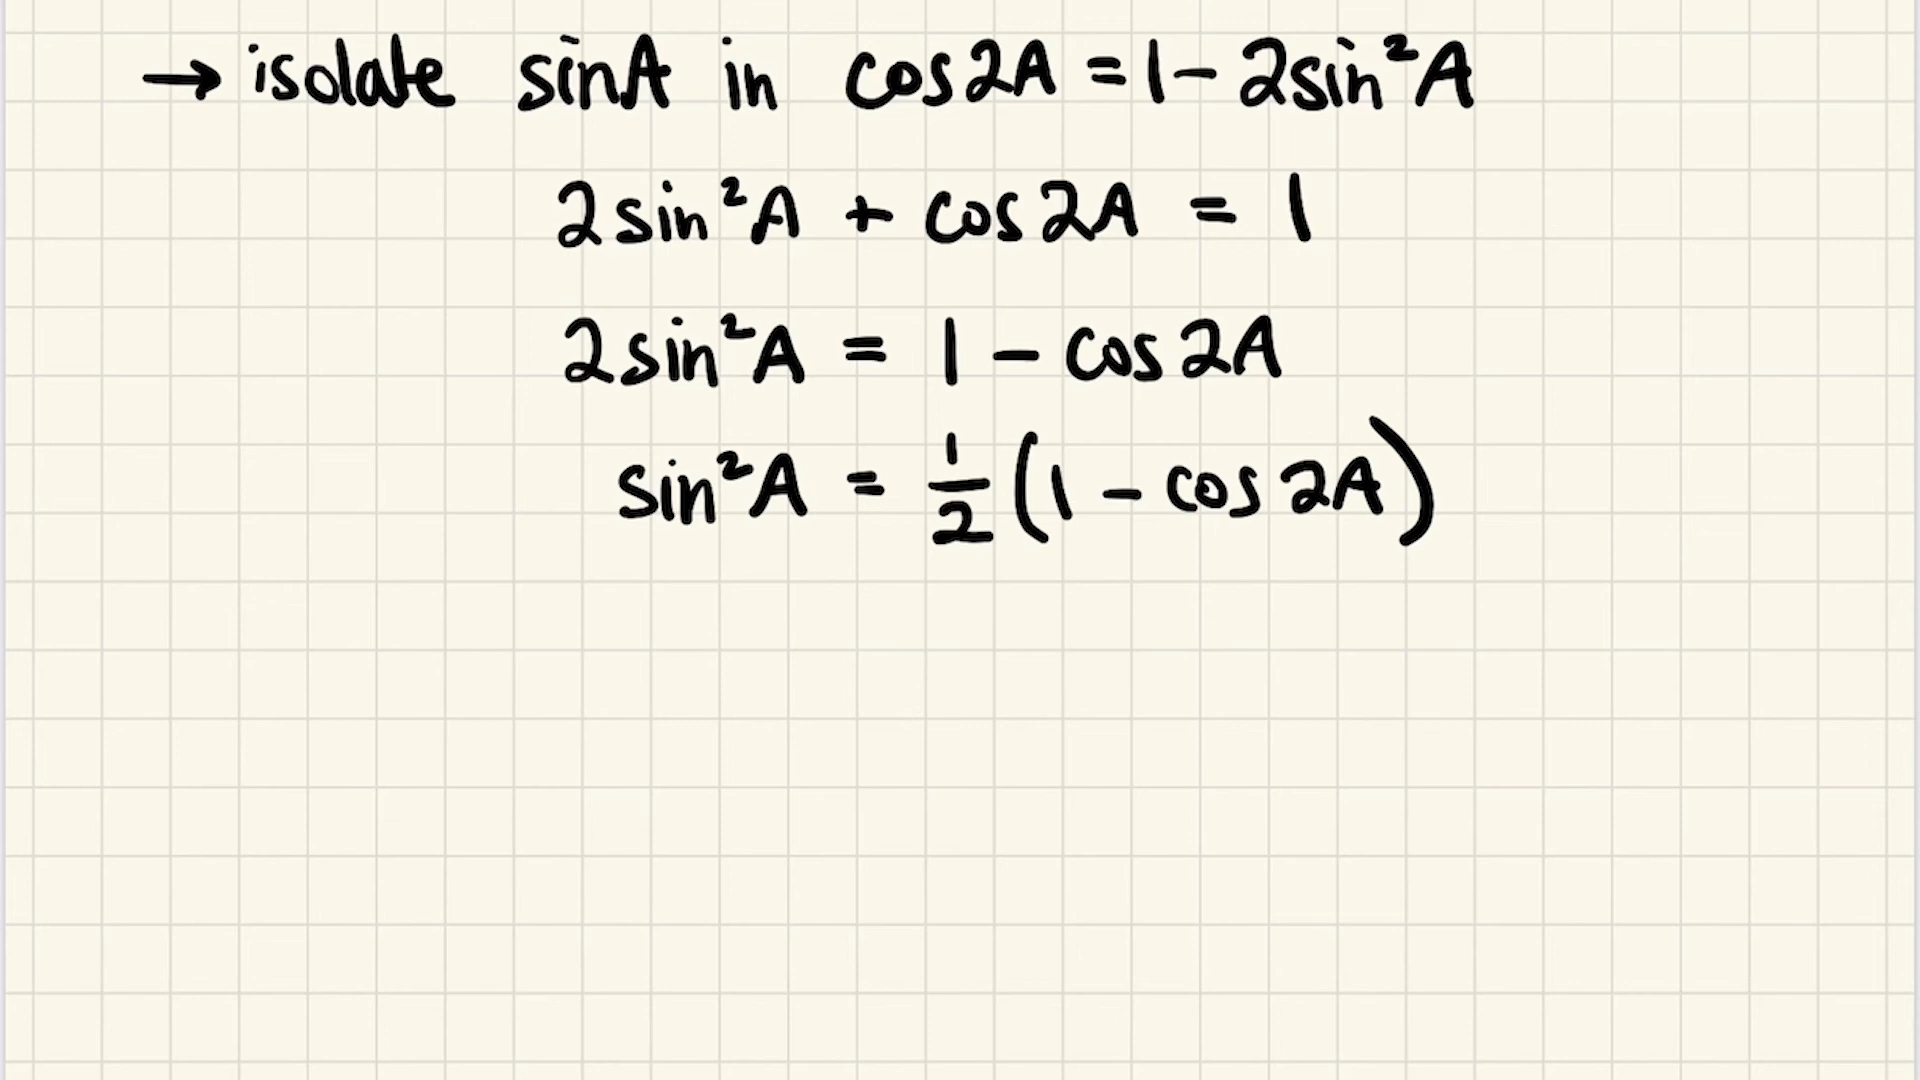 → isolate sinA in cos2A = 1 - 2sin²A
2sin²A + cos2A = 1
2sin²A = 1 - cos2A
sin²A = 1/2 (1 - cos2A)